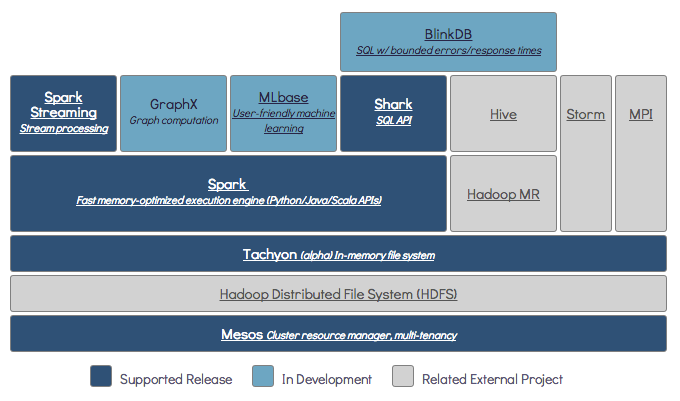 BlinkDB
SQL w/ bounded errors/response times
Spark
Streaming
Stream processing
GraphX
Graph computation
MLbase
User-friendly machine
learning
Shark
SQL API
Hive
Storm
MPI
Spark
Fast memory-optimized execution engine (Python/Java/Scala APIs)
Hadoop MR
Tachyon (alpha) In-memory file system
Hadoop Distributed File System (HDFS)
Mesos Cluster resource manager, multi-tenancy
Supported Release
In Development
Related External Project